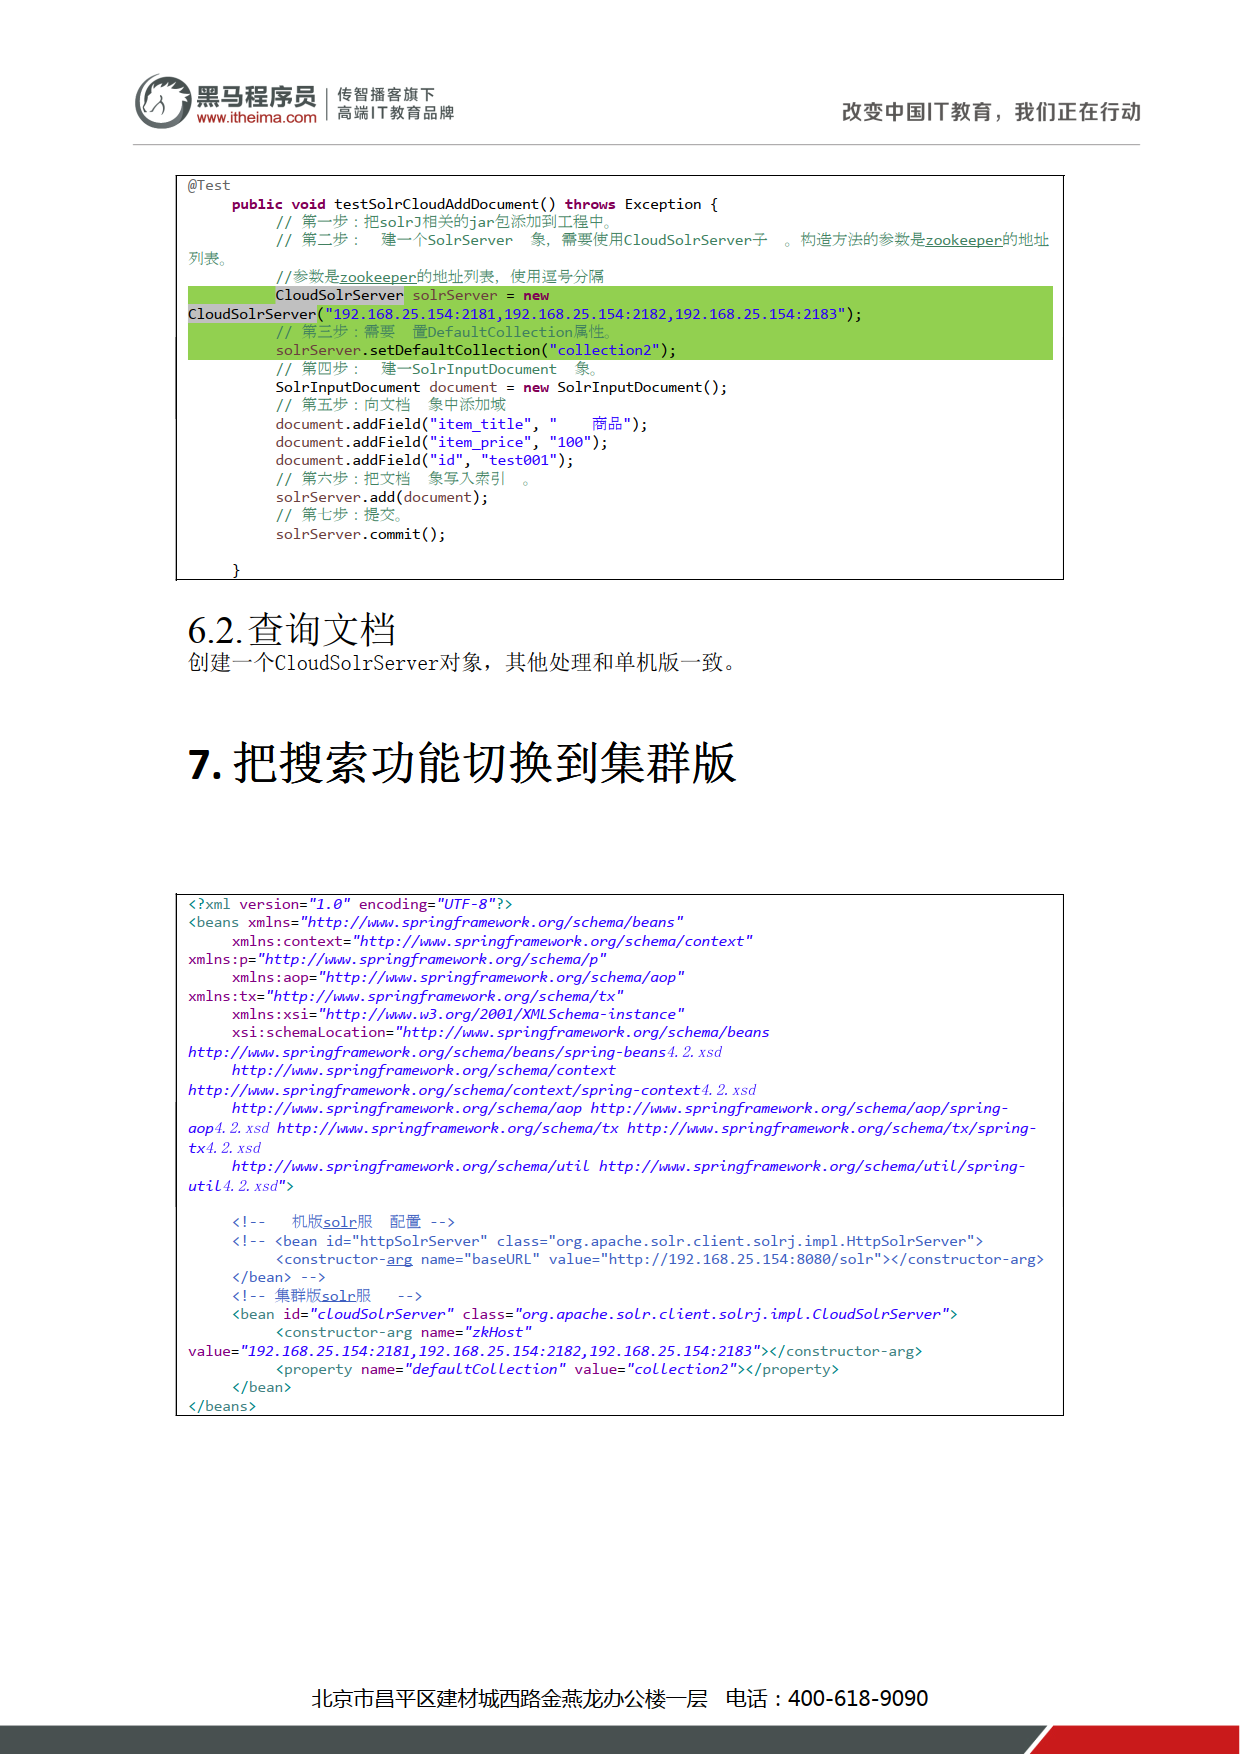 黑马程序员
www.itheima.com
传智播客旗下
高端IT教育品牌
改变中国IT教育，我们正在行动
@Test
public void testSolrCloudAddDocument() throws Exception {
// 第一步：把solrJ相关的jar包添加到工程中。
// 第二步： 建一个SolrServer 象，需要使用CloudSolrServer子 。构造方法的参数是zookeeper的地址
列表。
//参数是zookeeper的地址列表，使用逗号分隔
CloudSolrServer solrServer = new
CloudSolrServer("192.168.25.154:2181,192.168.25.154:2182,192.168.25.154:2183");
// 第三步：需要 置DefaultCollection属性。
solrServer.setDefaultCollection("collection2");
// 第四步： 建一SolrInputDocument 象。
SolrInputDocument document = new SolrInputDocument();
// 第五步：向文档 象中添加域
document.addField("item_title", " 商品");
document.addField("item_price", "100");
document.addField("id", "test001");
// 第六步：把文档 象写入索引 。
solrServer.add(document);
// 第七步：提交。
solrServer.commit();
}
6.2.查询文档
创建一个CloudSolrServer对象，其他处理和单机版一致。
7. 把搜索功能切换到集群版
<?xml version="1.0" encoding="UTF-8"?>
<beans xmlns="http://www.springframework.org/schema/beans"
xmlns:context="http://www.springframework.org/schema/context"
xmlns:p="http://www.springframework.org/schema/p"
xmlns:aop="http://www.springframework.org/schema/aop"
xmlns:tx="http://www.springframework.org/schema/tx"
xmlns:xsi="http://www.w3.org/2001/XMLSchema-instance"
xsi:schemaLocation="http://www.springframework.org/schema/beans
http://www.springframework.org/schema/beans/spring-beans4.2.xsd
http://www.springframework.org/schema/context
http://www.springframework.org/schema/context/spring-context4.2.xsd
http://www.springframework.org/schema/aop http://www.springframework.org/schema/aop/spring-
aop4.2.xsd http://www.springframework.org/schema/tx http://www.springframework.org/schema/tx/spring-
tx4.2.xsd
http://www.springframework.org/schema/util http://www.springframework.org/schema/util/spring-
util4.2.xsd">
<!-- 机版solr服 配置 -->
<!-- <bean id="httpSolrServer" class="org.apache.solr.client.solrj.impl.HttpSolrServer">
<constructor-arg name="baseURL" value="http://192.168.25.154:8080/solr"></constructor-arg>
</bean> -->
<!-- 集群版solr服 -->
<bean id="cloudSolrServer" class="org.apache.solr.client.solrj.impl.CloudSolrServer">
<constructor-arg name="zkHost"
value="192.168.25.154:2181,192.168.25.154:2182,192.168.25.154:2183"></constructor-arg>
<property name="defaultCollection" value="collection2"></property>
</bean>
</beans>
北京市昌平区建材城西路金燕龙办公楼一层 电话：400-618-9090